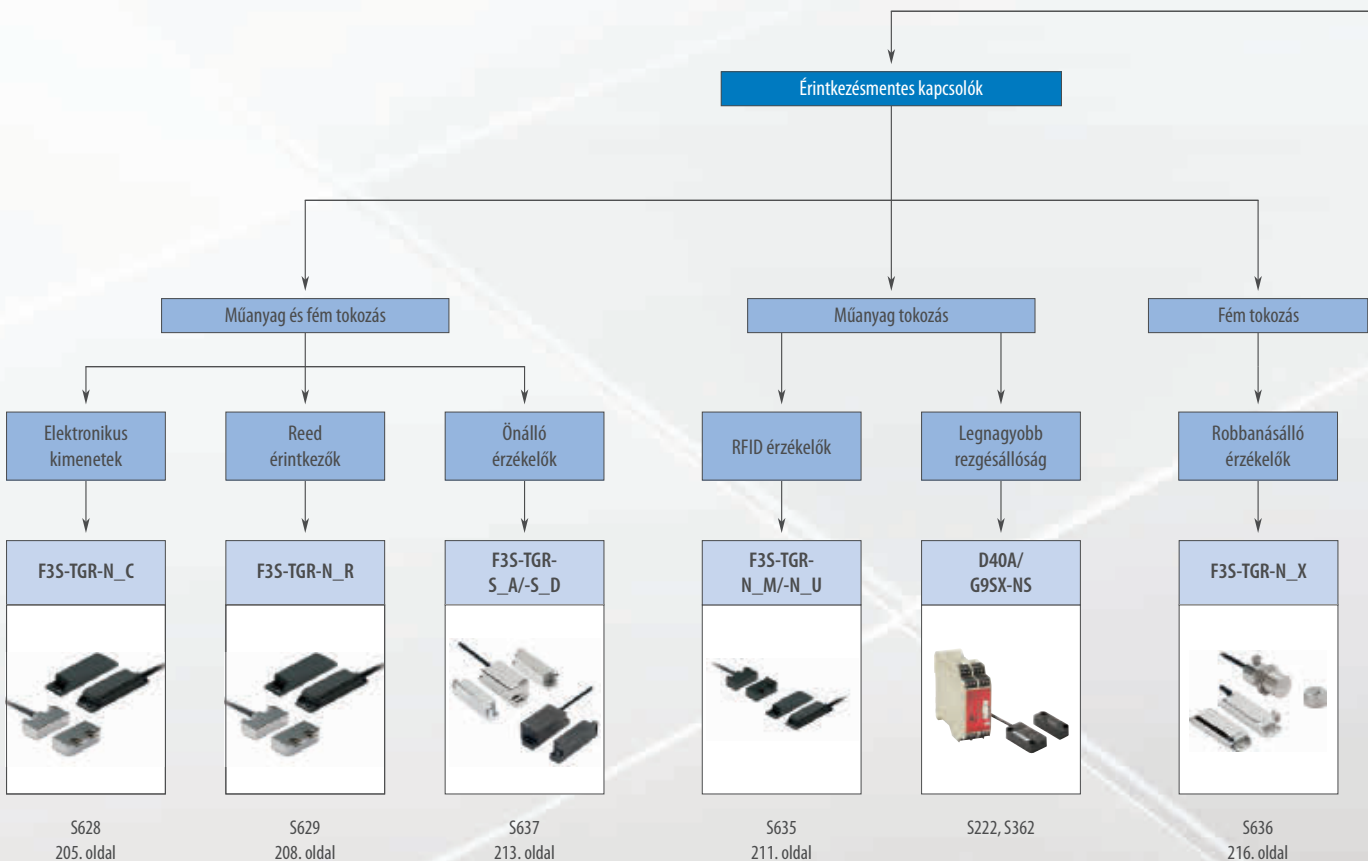 Érintkezésmentes kapcsolók
Műanyag és fém tokozás
Műanyag tokozás
Fém tokozás
Elektronikus
kimenetek
Reed
érintkezők
Önálló
érzékelők
RFID érzékelők
Legnagyobb
rezgésállóság
Robbanásálló
érzékelők
F3S-TGR-N_C
F3S-TGR-N_R
F3S-TGR-
S_A/-S_D
F3S-TGR-
N_M/-N_U
D40A/
G9SX-NS
F3S-TGR-N_X
S628
205. oldal
S629
208. oldal
S637
213. oldal
S635
211. oldal
S222, S362
S636
216. oldal